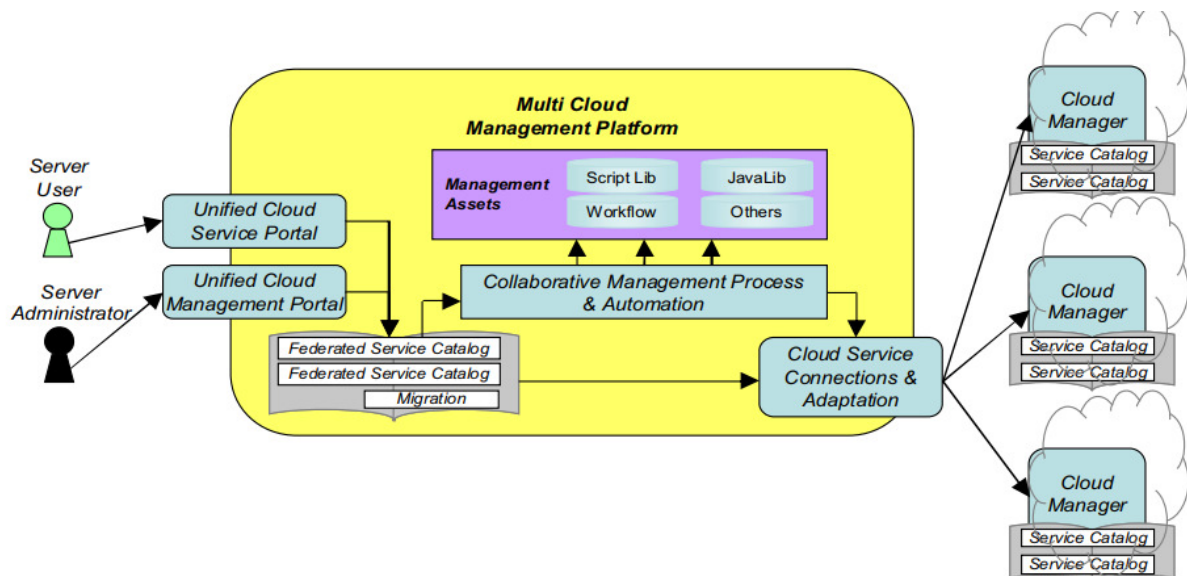 Multi Cloud
Management Platform
Server
User
Server
Administrator
Unified Cloud
Service Portal
Unified Cloud
Management Portal
Management
Assets
Script Lib
JavaLib
Workflow
Others
Collaborative Management Process
& Automation
Federated Service Catalog
Federated Service Catalog
Migration
Cloud Service
Connections &
Adaptation
Cloud
Manager
Service Catalog
Service Catalog
Cloud
Manager
Service Catalog
Service Catalog
Cloud
Manager
Service Catalog
Service Catalog